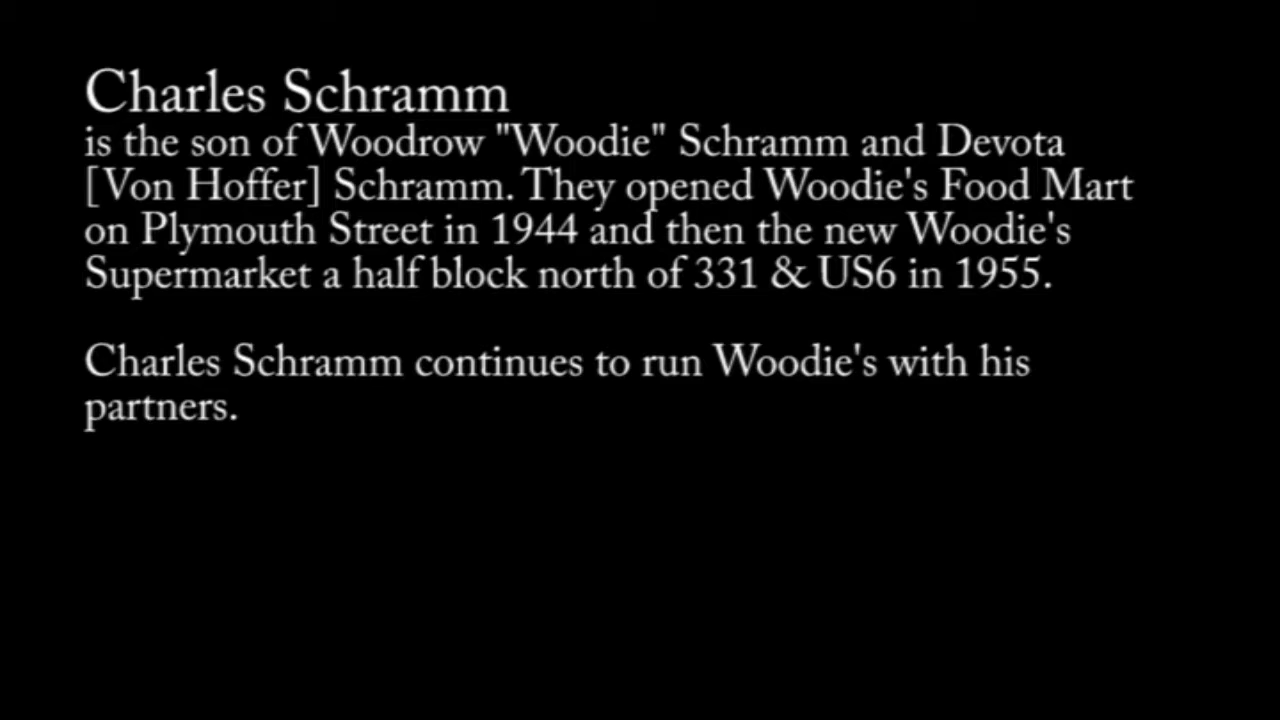 Charles Schramm
is the son of Woodrow "Woodie" Schramm and Devota
[Von Hoffer] Schramm. They opened Woodie's Food Mart
on Plymouth Street in 1944 and then the new Woodie's
Supermarket a half block north of 331 & US6 in 1955.
Charles Schramm continues to run Woodie's with his
partners.